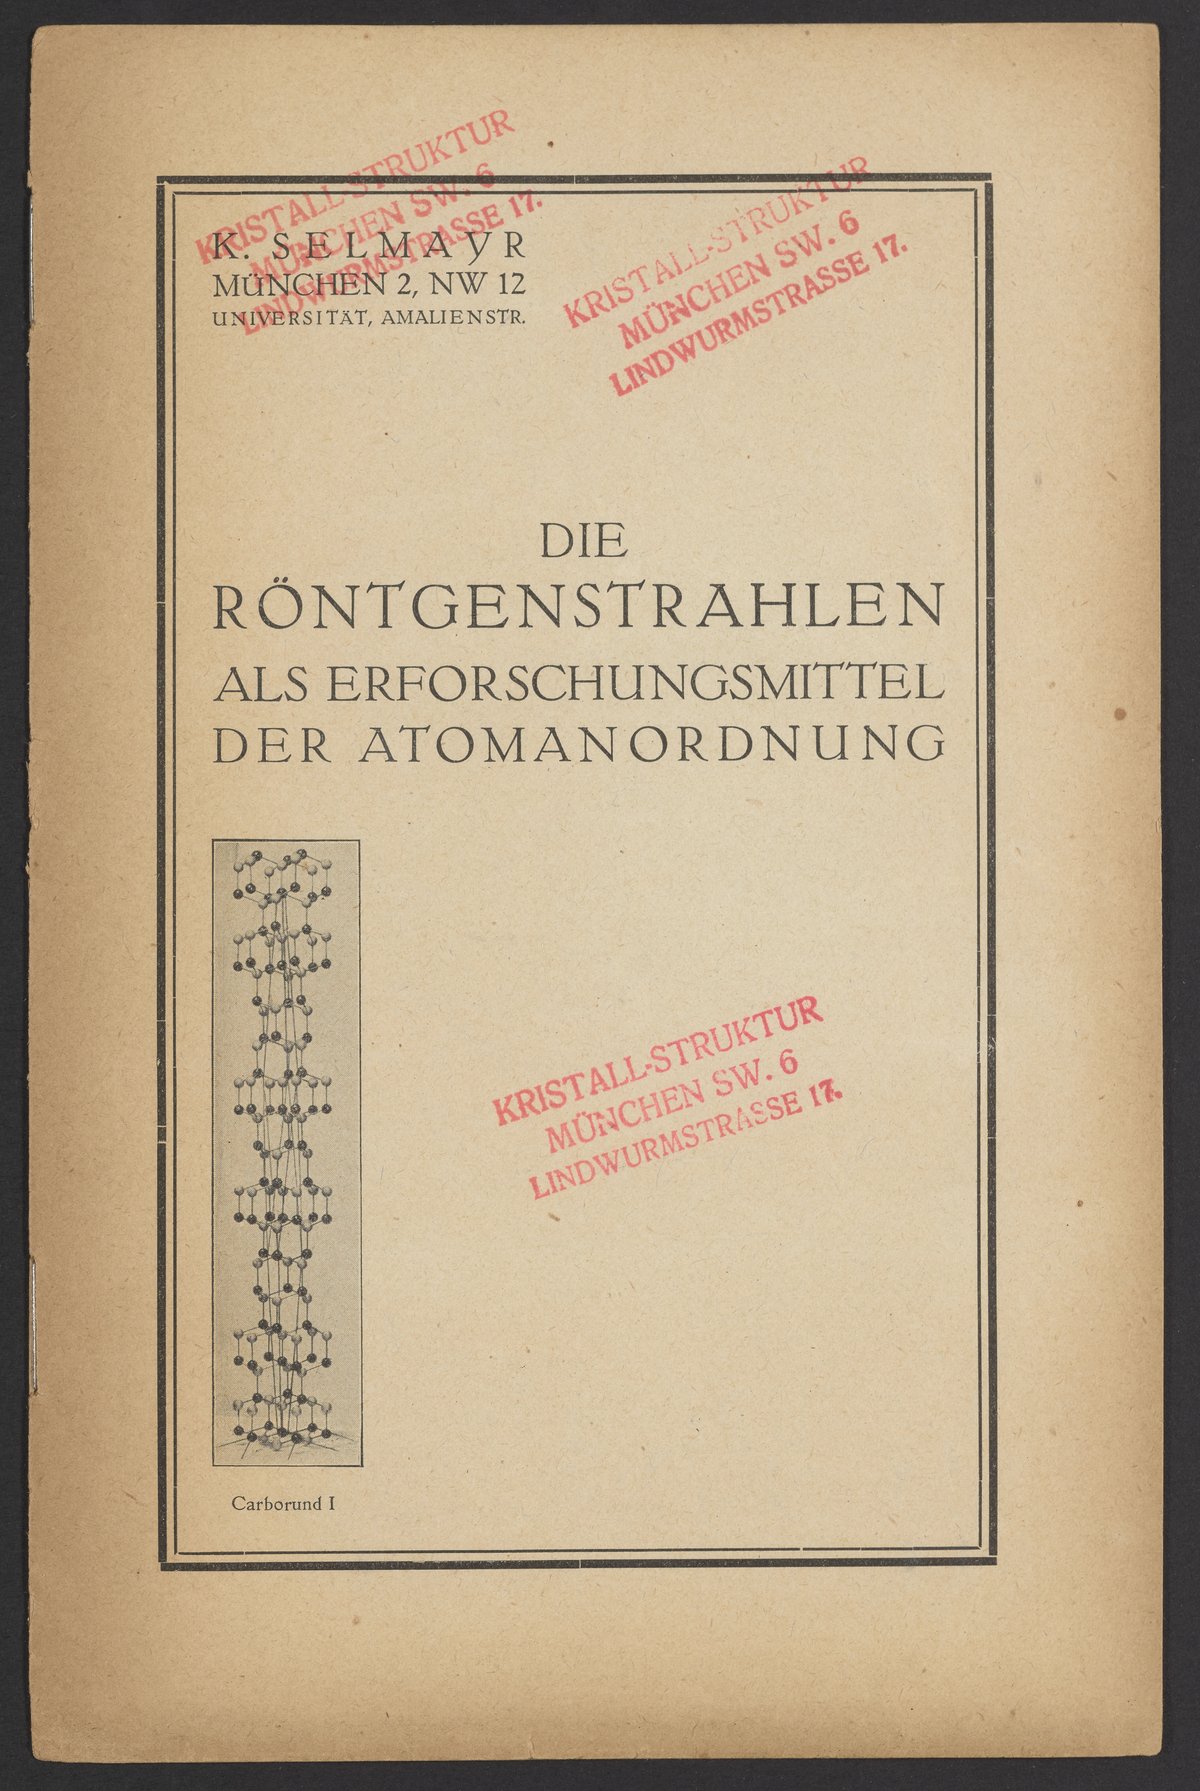 KRISTALL-STRUKTUR
MÜNCHEN SW. 6
LINDWURMSTRASSE 17.
K. SELMAYR
MÜNCHEN 2, NW 12
UNIVERSITÄT, AMALIENSTR.
KRISTALL-STRUKTUR
MÜNCHEN SW. 6
LINDWURMSTRASSE 17.
DIE
RÖNTGENSTRAHLEN
ALS ERFORSCHUNGSMITTEL
DER ATOMANORDNUNG
KRISTALL-STRUKTUR
MÜNCHEN SW. 6
LINDWURMSTRASSE 17.
Carborund I